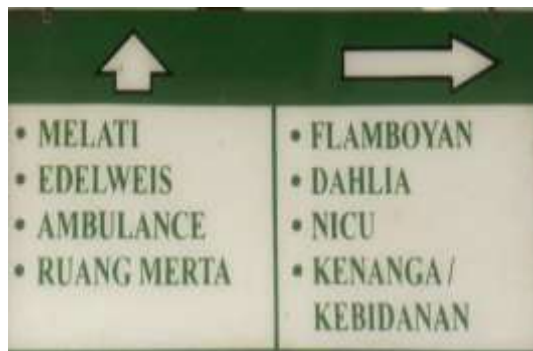 • MELATI
• EDELWEIS
• AMBULANCE
• RUANG MERTA
• FLAMBOYAN
• DAHLIA
• NICU
• KENANGA /
KEBIDANAN